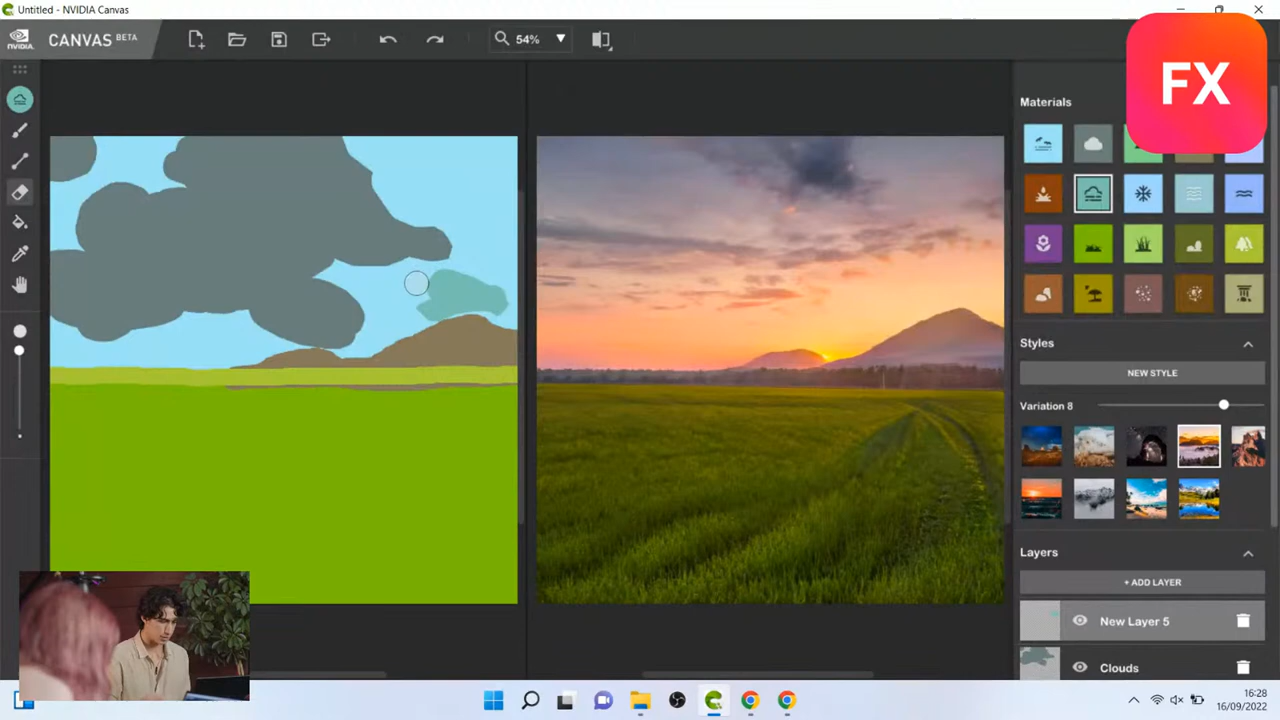 Untitled - NVIDIA Canvas
NVIDIA
CANVAS BETA
54%
FX
Materials
Styles
NEW STYLE
Variation 8
Layers
+ ADD LAYER
New Layer 5
Clouds
16:28
16/09/2022